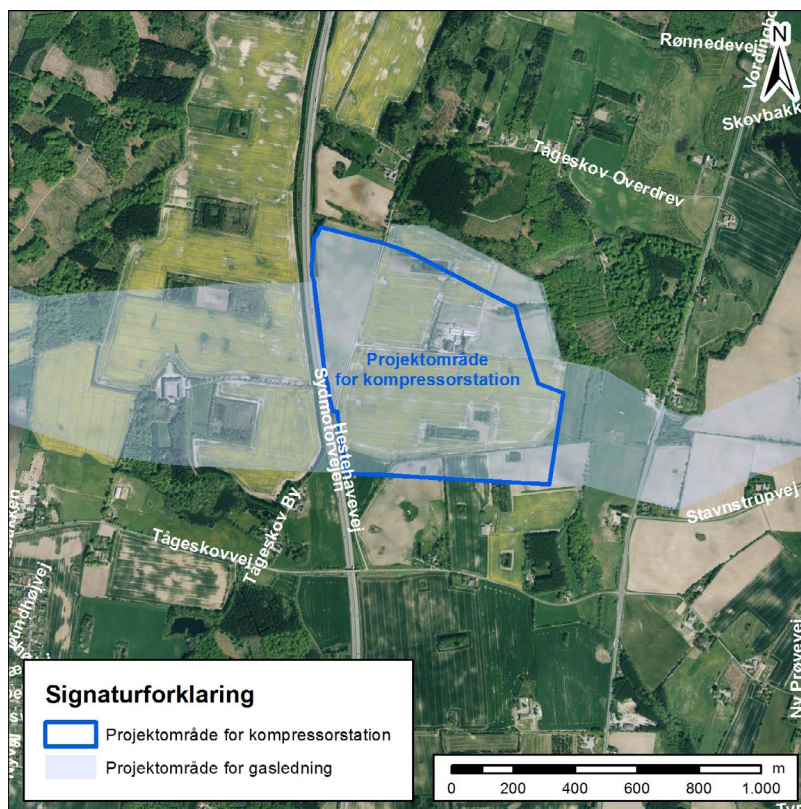 Rønnedevej
N
Skovbakk
Tågeskov Overdrev
Projektområde
for kompressorstation
Sydmotorvejen
Hestehavevej
Stavnstrupvej
Tågeskovvej
Tågeskov By
Ny Prøvevej
Signaturforklaring
Projektområde for kompressorstation
Projektområde for gasledning
m
0 200 400 600 800 1.000